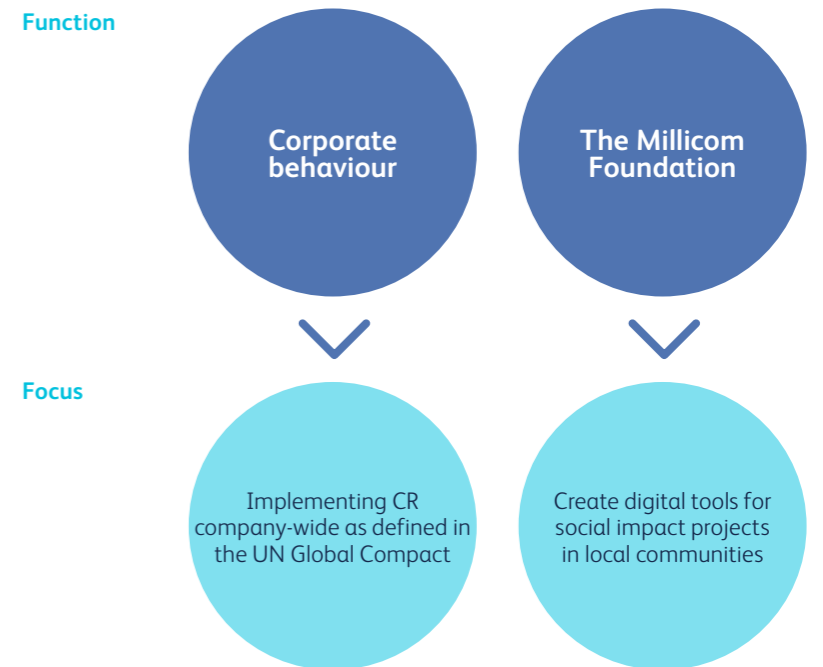 Function
Corporate
behaviour
The Millicom
Foundation
Focus
Implementing CR
company-wide as defined in
the UN Global Compact
Create digital tools for
social impact projects
in local communities